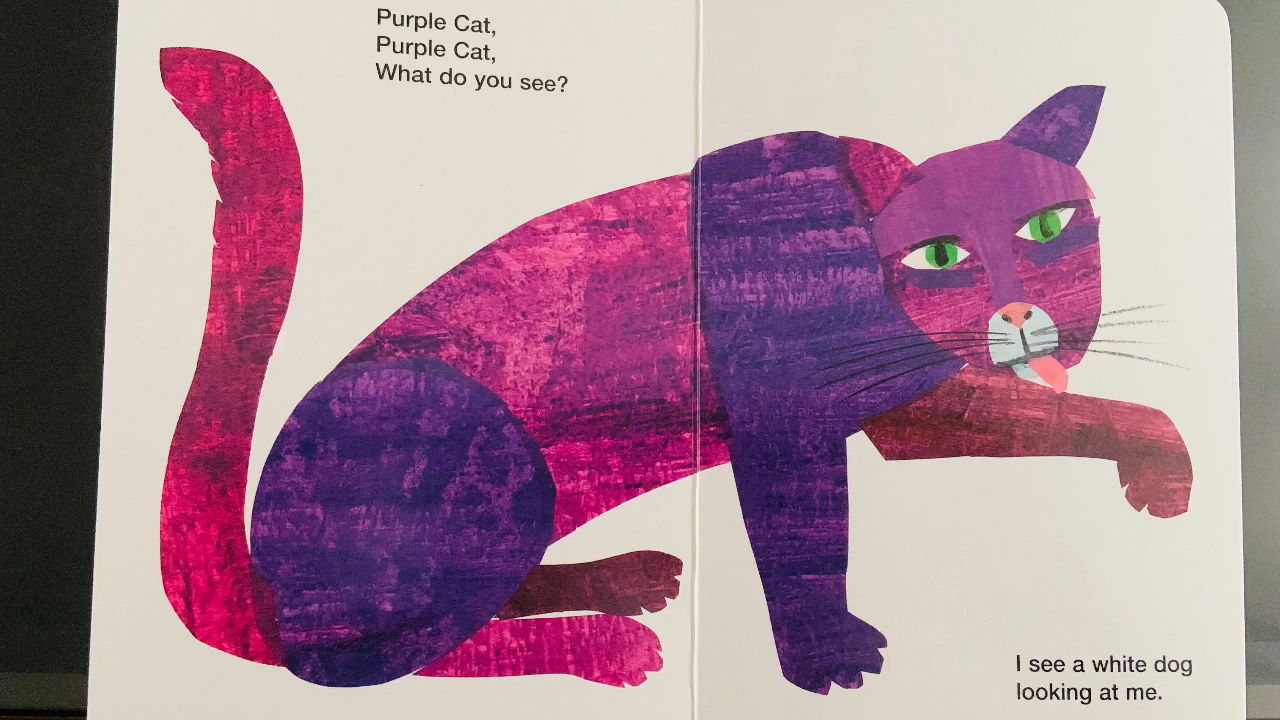 Purple Cat,
Purple Cat,
What do you see?
I see a white dog
looking at me.